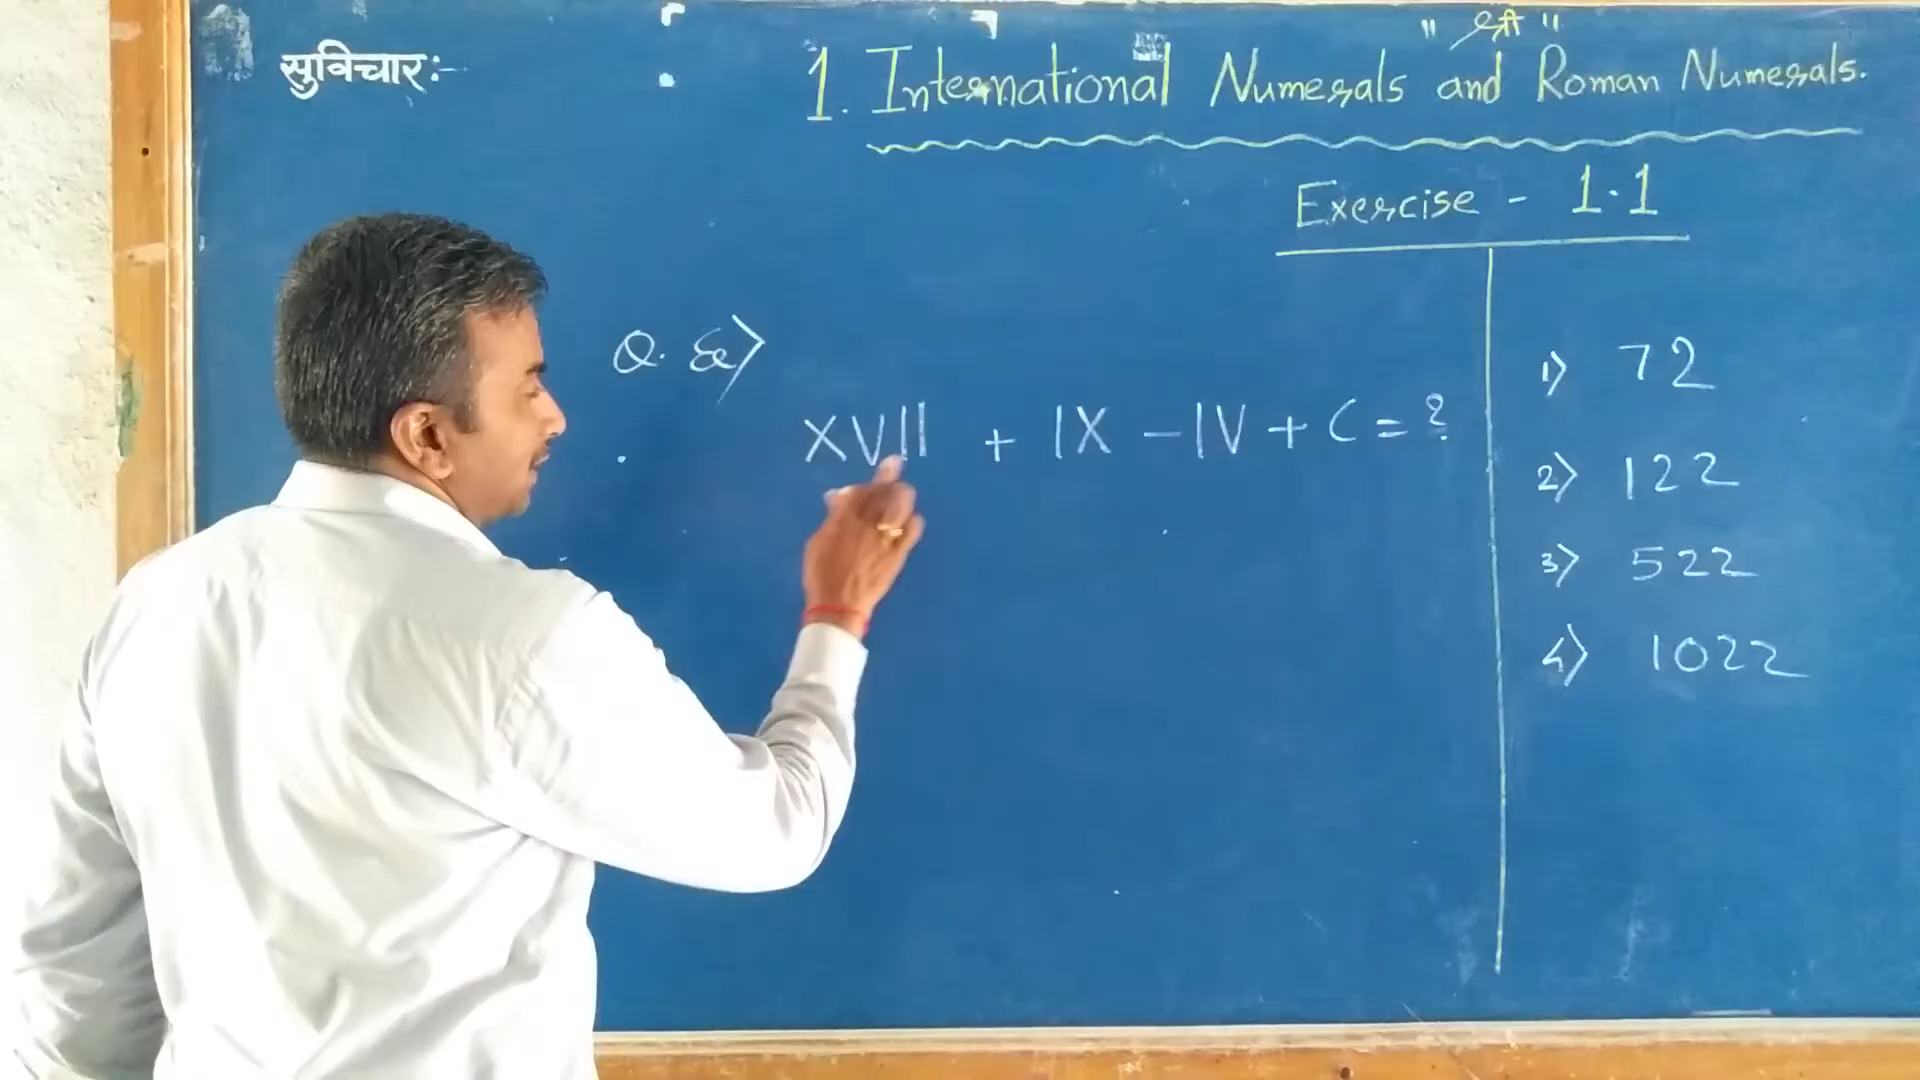 " श्री "
सुविचार:-
1. International Numerals and Roman Numerals.
Exercise - 1.1
Q.
XVII + IX - IV + C = ?
1) 72
2) 122
3) 522
4) 1022